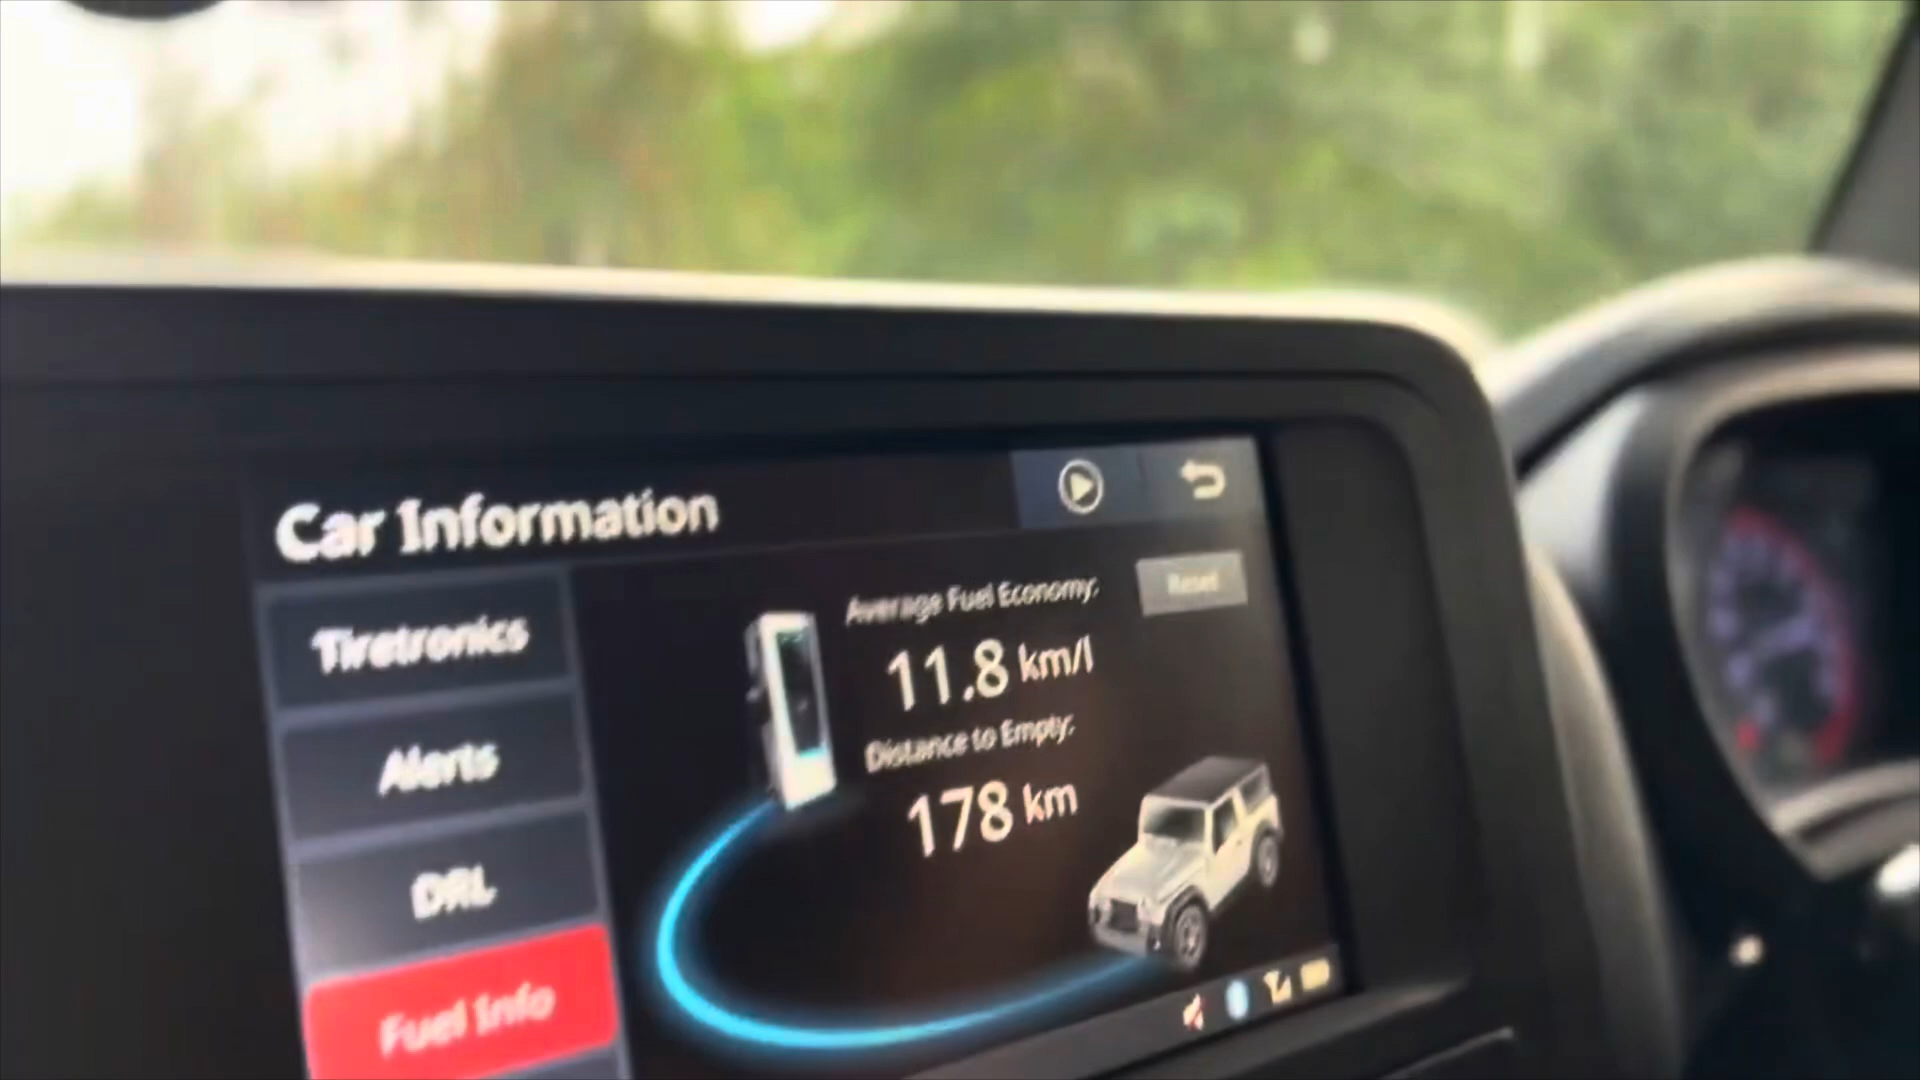 Car Information
Tiretronics
Alerts
DRL
Fuel Info
Average Fuel Economy:
Reset
11.8 km/l
Distance to Empty:
178 km